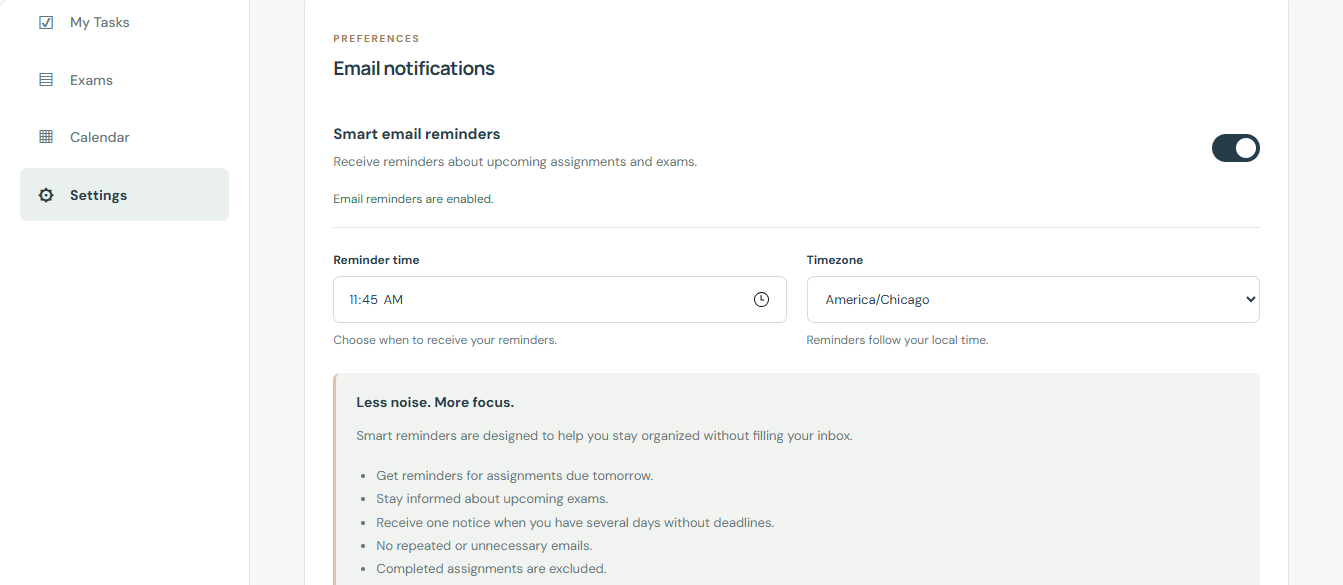 My Tasks
Exams
Calendar
Settings
PREFERENCES
Email notifications
Smart email reminders
Receive reminders about upcoming assignments and exams.
Email reminders are enabled.
Reminder time
11:45 AM
Choose when to receive your reminders.
Timezone
America/Chicago
Reminders follow your local time.
Less noise. More focus.
Smart reminders are designed to help you stay organized without filling your inbox.
• Get reminders for assignments due tomorrow.
• Stay informed about upcoming exams.
• Receive one notice when you have several days without deadlines.
• No repeated or unnecessary emails.
• Completed assignments are excluded.